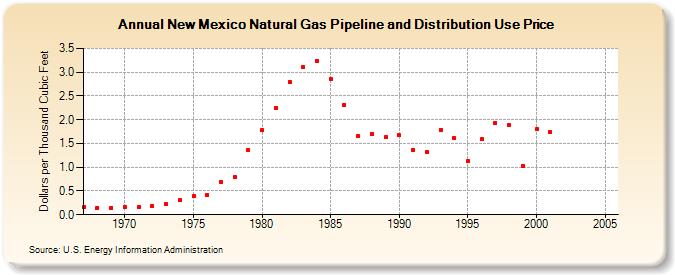 Annual New Mexico Natural Gas Pipeline and Distribution Use Price
Dollars per Thousand Cubic Feet
3.5
3.0
2.5
2.0
1.5
1.0
0.5
0.0
1970 1975 1980 1985 1990 1995 2000 2005
Source: U.S. Energy Information Administration